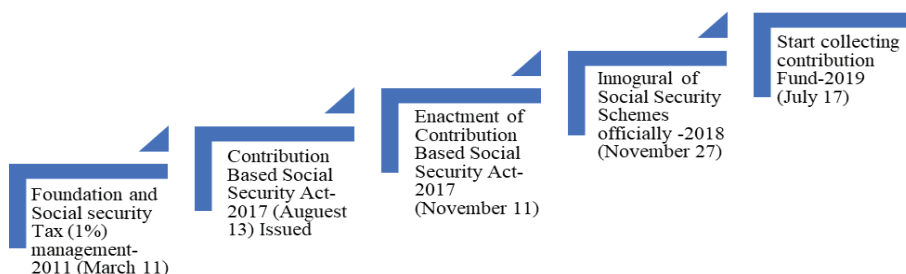 Foundation and
Social security
Tax (1%)
management-
2011 (March 11)
Contribution
Based Social
Security Act-
2017 (Auguest
13) Issued
Enactment of
Contribution
Based Social
Security Act-
2017
(November 11)
Innogural of
Social Security
Schemes
officially -2018
(November 27)
Start collecting
contribution
Fund-2019
(July 17)